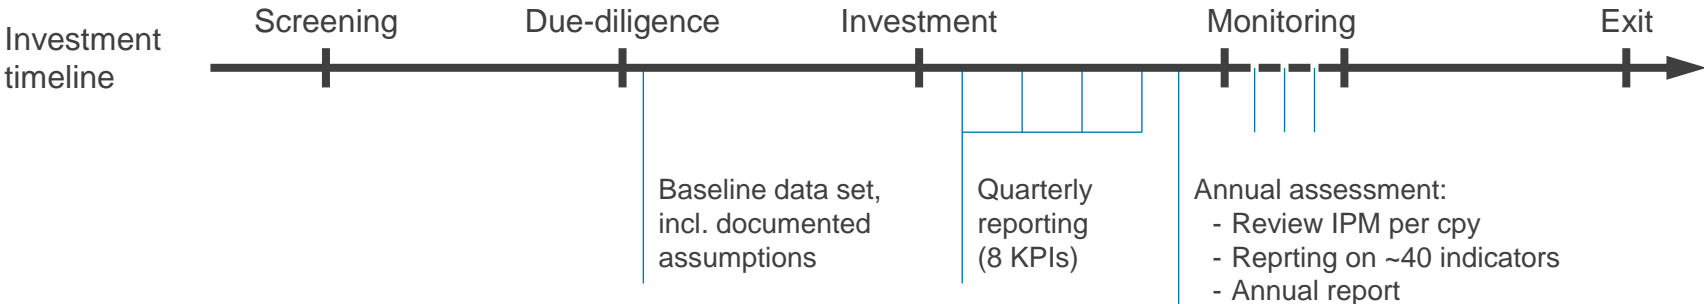 Investment
timeline
Screening
Due-diligence
Investment
Monitoring
Exit
Baseline data set,
incl. documented
assumptions
Quarterly
reporting
(8 KPIs)
Annual assessment:
- Review IPM per cpy
- Reprting on ~40 indicators
- Annual report